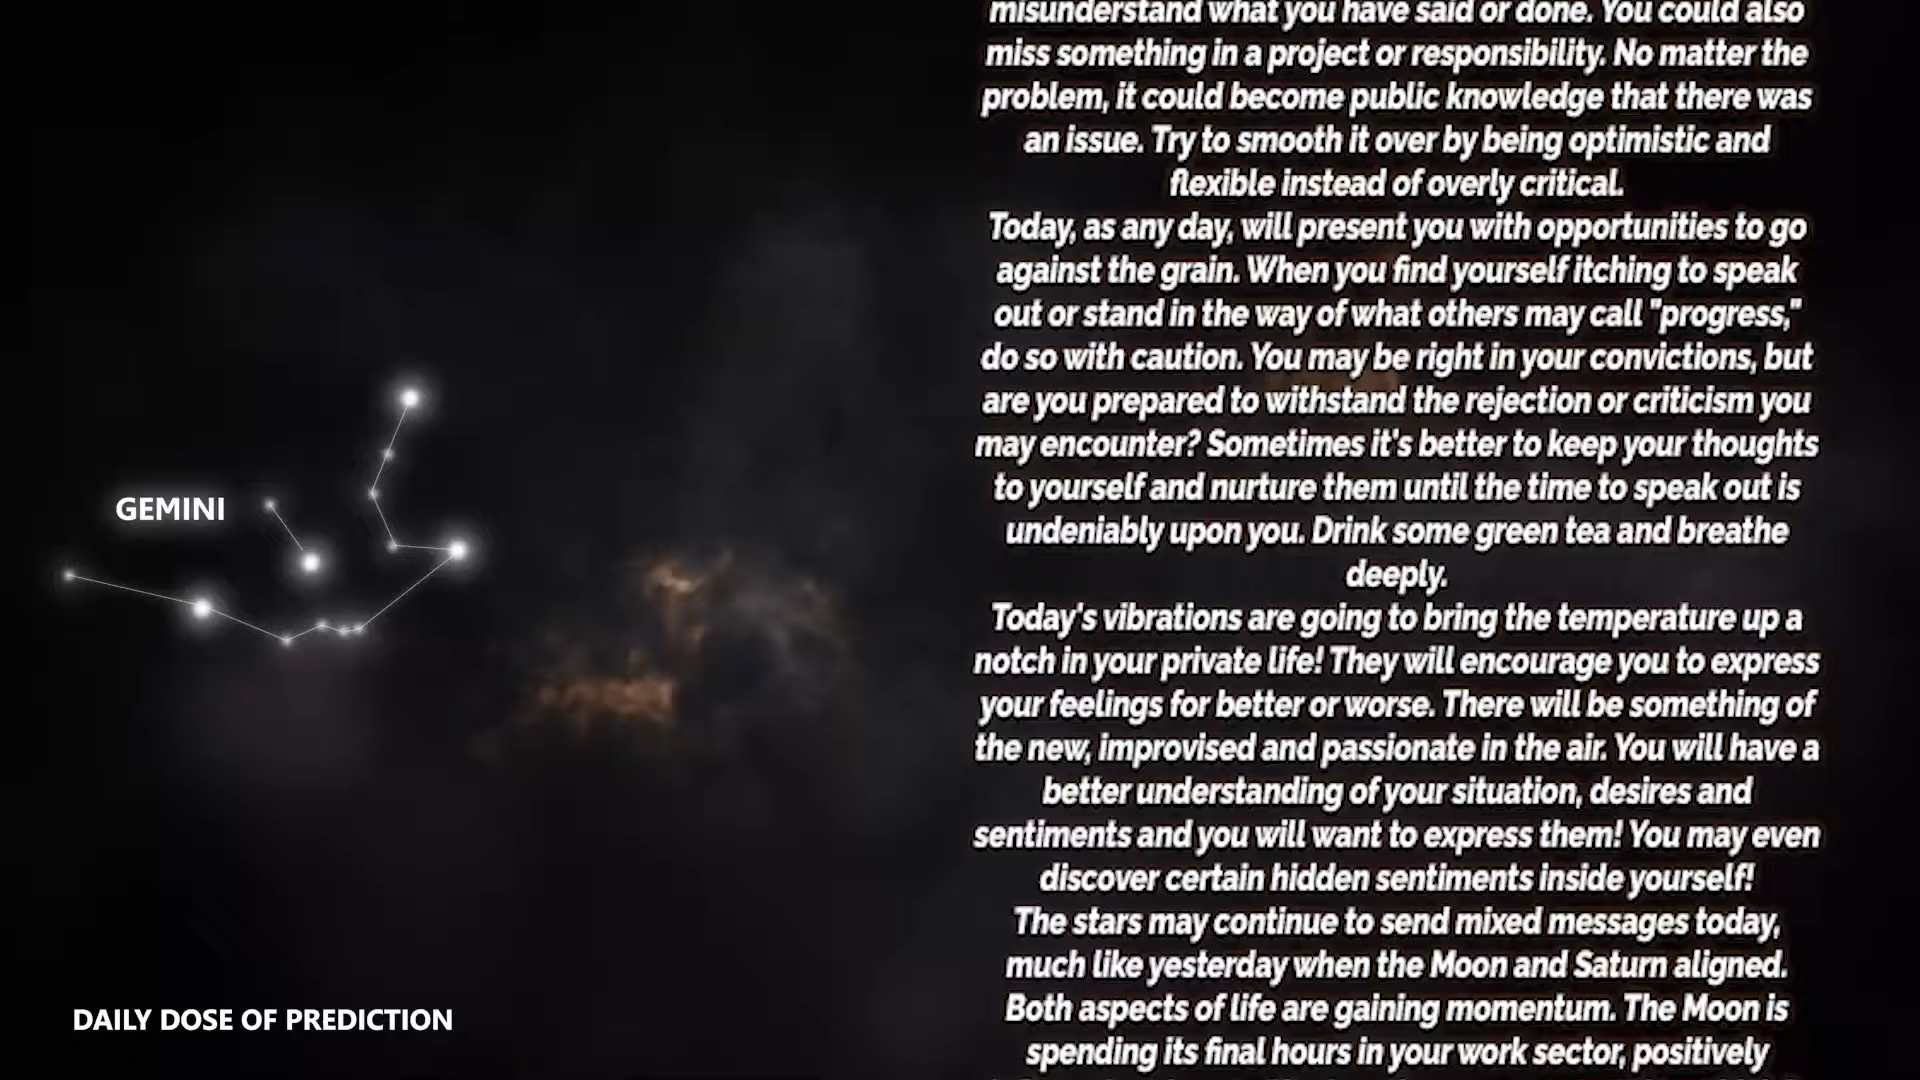 misunderstand what you have said or done. You could also
miss something in a project or responsibility. No matter the
problem, it could become public knowledge that there was
an issue. Try to smooth it over by being optimistic and
flexible instead of overly critical.
Today, as any day, will present you with opportunities to go
against the grain. When you find yourself itching to speak
out or stand in the way of what others may call "progress,"
do so with caution. You may be right in your convictions, but
are you prepared to withstand the rejection or criticism you
may encounter? Sometimes it's better to keep your thoughts
to yourself and nurture them until the time to speak out is
undeniably upon you. Drink some green tea and breathe
deeply.
Today's vibrations are going to bring the temperature up a
notch in your private life! They will encourage you to express
your feelings for better or worse. There will be something of
the new, improvised and passionate in the air. You will have a
better understanding of your situation, desires and
sentiments and you will want to express them! You may even
discover certain hidden sentiments inside yourself!
The stars may continue to send mixed messages today,
much like yesterday when the Moon and Saturn aligned.
Both aspects of life are gaining momentum. The Moon is
spending its final hours in your work sector, positively
GEMINI
DAILY DOSE OF PREDICTION